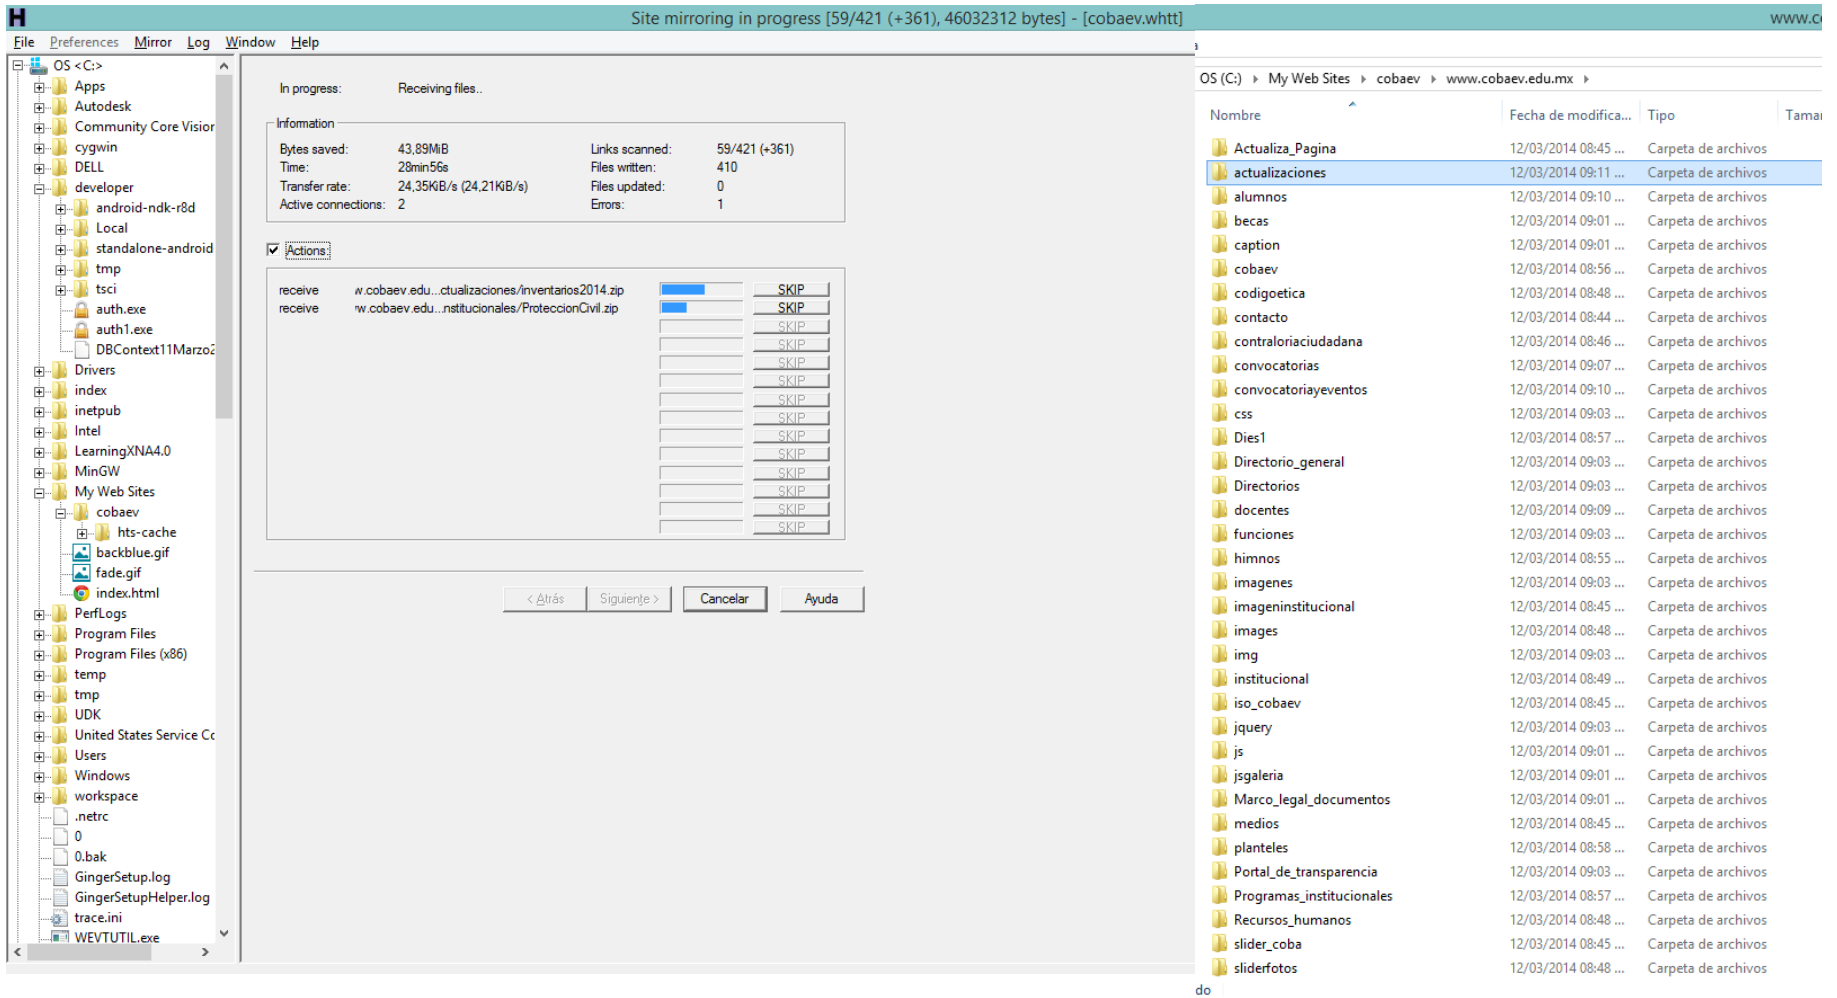 Site mirroring in progress [59/421 (+361), 46032312 bytes] - [cobaev.whtt]
File Preferences Mirror Log Window Help
OS <C:>
Apps
Autodesk
Community Core Vision
cygwin
DELL
developer
android-ndk-r8d
Local
standalone-android
tmp
tsci
auth.exe
auth1.exe
DBContext11Marzo2
Drivers
index
inetpub
Intel
LearningXNA4.0
MinGW
My Web Sites
cobaev
hts-cache
backblue.gif
fade.gif
index.html
PerfLogs
Program Files
Program Files (x86)
temp
tmp
UDK
United States Service Co
Users
Windows
workspace
.netrc
0
0.bak
GingerSetup.log
GingerSetupHelper.log
trace.ini
WEVTUTIL.exe
In progress: Receiving files..
Information
Bytes saved: 43,89MiB Links scanned: 59/421 (+361)
Time: 28min56s Files written: 410
Transfer rate: 24,35KiB/s (24,21KiB/s) Files updated: 0
Active connections: 2 Errors: 1
Actions:
receive w.cobaev.edu...ctualizaciones/inventarios2014.zip SKIP
receive w.cobaev.edu...nstitucionales/ProteccionCivil.zip SKIP
SKIP
SKIP
SKIP
SKIP
SKIP
SKIP
SKIP
SKIP
SKIP
SKIP
SKIP
SKIP
< Atrás Siguiente > Cancelar Ayuda
www.c
OS (C:) My Web Sites cobaev www.cobaev.edu.mx
Nombre Fecha de modifica... Tipo Tamañ
Actualiza_Pagina 12/03/2014 08:45 ... Carpeta de archivos
actualizaciones 12/03/2014 09:11 ... Carpeta de archivos
alumnos 12/03/2014 09:10 ... Carpeta de archivos
becas 12/03/2014 09:01 ... Carpeta de archivos
caption 12/03/2014 09:01 ... Carpeta de archivos
cobaev 12/03/2014 08:56 ... Carpeta de archivos
codigoetica 12/03/2014 08:48 ... Carpeta de archivos
contacto 12/03/2014 08:44 ... Carpeta de archivos
contraloriaciudadana 12/03/2014 08:46 ... Carpeta de archivos
convocatorias 12/03/2014 09:07 ... Carpeta de archivos
convocatoriayeventos 12/03/2014 09:10 ... Carpeta de archivos
css 12/03/2014 09:03 ... Carpeta de archivos
Dies1 12/03/2014 08:57 ... Carpeta de archivos
Directorio_general 12/03/2014 09:03 ... Carpeta de archivos
Directorios 12/03/2014 09:03 ... Carpeta de archivos
docentes 12/03/2014 09:09 ... Carpeta de archivos
funciones 12/03/2014 09:03 ... Carpeta de archivos
himnos 12/03/2014 08:55 ... Carpeta de archivos
imagenes 12/03/2014 09:03 ... Carpeta de archivos
imageninstitucional 12/03/2014 08:45 ... Carpeta de archivos
images 12/03/2014 08:48 ... Carpeta de archivos
img 12/03/2014 09:03 ... Carpeta de archivos
institucional 12/03/2014 08:49 ... Carpeta de archivos
iso_cobaev 12/03/2014 08:45 ... Carpeta de archivos
jquery 12/03/2014 09:03 ... Carpeta de archivos
js 12/03/2014 09:01 ... Carpeta de archivos
jsgaleria 12/03/2014 09:01 ... Carpeta de archivos
Marco_legal_documentos 12/03/2014 09:01 ... Carpeta de archivos
medios 12/03/2014 08:45 ... Carpeta de archivos
planteles 12/03/2014 08:58 ... Carpeta de archivos
Portal_de_transparencia 12/03/2014 09:03 ... Carpeta de archivos
Programas_institucionales 12/03/2014 08:57 ... Carpeta de archivos
Recursos_humanos 12/03/2014 08:48 ... Carpeta de archivos
slider_coba 12/03/2014 08:45 ... Carpeta de archivos
sliderfotos 12/03/2014 08:48 ... Carpeta de archivos
do